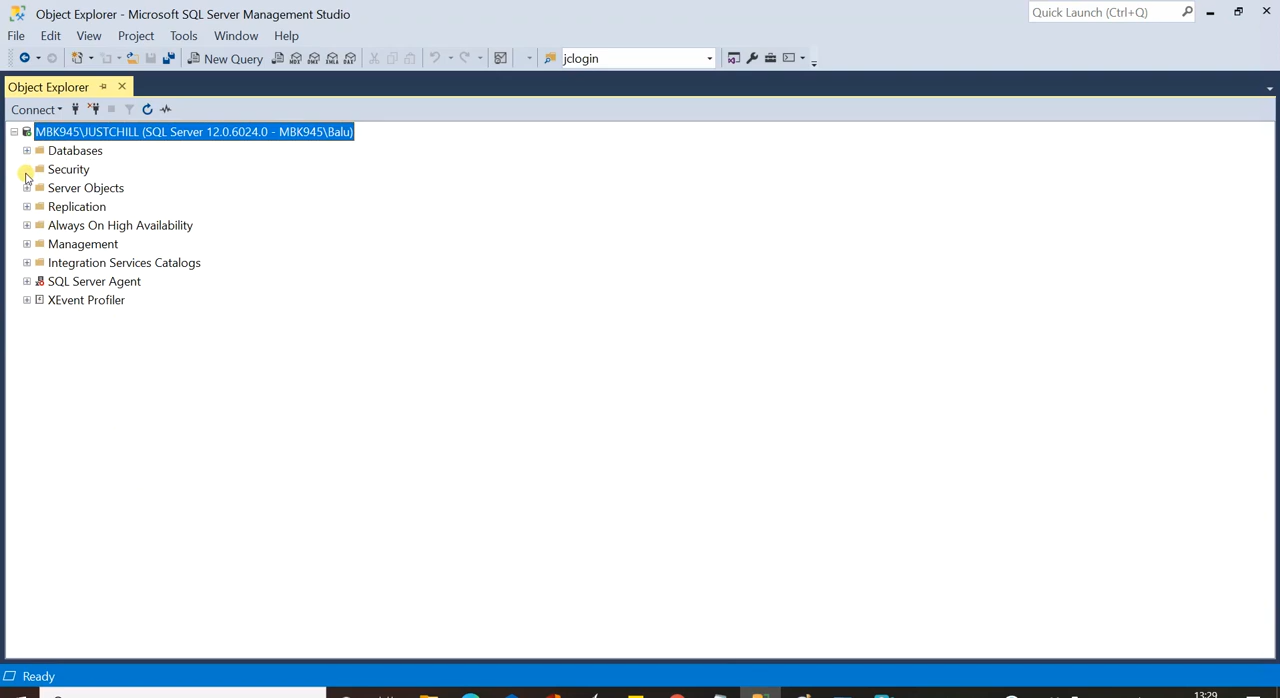 Object Explorer - Microsoft SQL Server Management Studio
Quick Launch (Ctrl+Q)
File Edit View Project Tools Window Help
New Query
jclogin
Object Explorer
Connect
MBK945\JUSTCHILL (SQL Server 12.0.6024.0 - MBK945\Balu)
Databases
Security
Server Objects
Replication
Always On High Availability
Management
Integration Services Catalogs
SQL Server Agent
XEvent Profiler
Ready
13:29